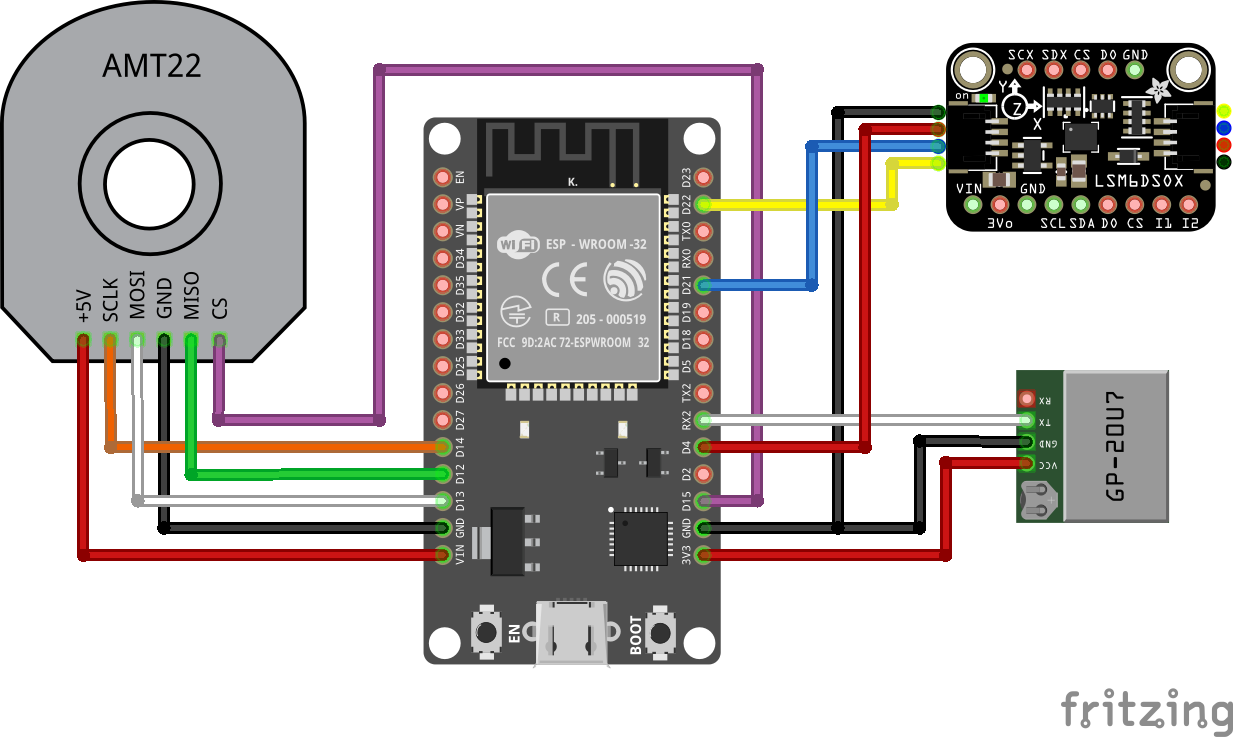 AMT22
+5V
SCLK
MOSI
GND
MISO
CS
EN
VP
VN
D34
D35
D32
D33
D25
D26
D27
D14
D12
D13
GND
VIN
K.
WiFi ESP - WROOM -32
CE
R 205 - 000519
FCC 9D:2AC 72-ESPWROOM 32
D23
D22
TX0
RX0
D21
D19
D18
D5
TX2
RX2
D4
D2
D15
GND
3V3
EN
BOOT
SCX SDX CS DO GND
on
Y
Z
X
LSM6DSOX
VIN GND
3Vo SCL SDA DO CS I1 I2
RX
TX
GND
VCC
GP-20U7
fritzing